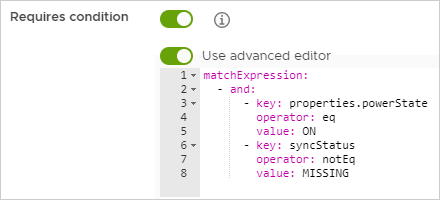 Requires condition
Use advanced editor
1 matchExpression:
2   - and:
3       - key: properties.powerState
4         operator: eq
5         value: ON
6       - key: syncStatus
7         operator: notEq
8         value: MISSING